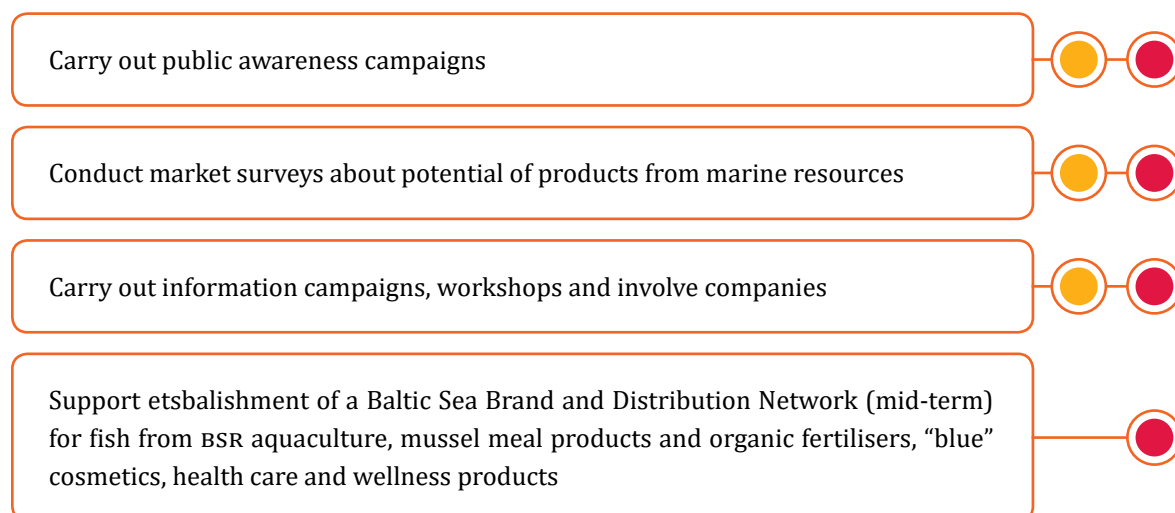 Carry out public awareness campaigns
Conduct market surveys about potential of products from marine resources
Carry out information campaigns, workshops and involve companies
Support etsbalishment of a Baltic Sea Brand and Distribution Network (mid-term)
for fish from BSR aquaculture, mussel meal products and organic fertilisers, “blue”
cosmetics, health care and wellness products